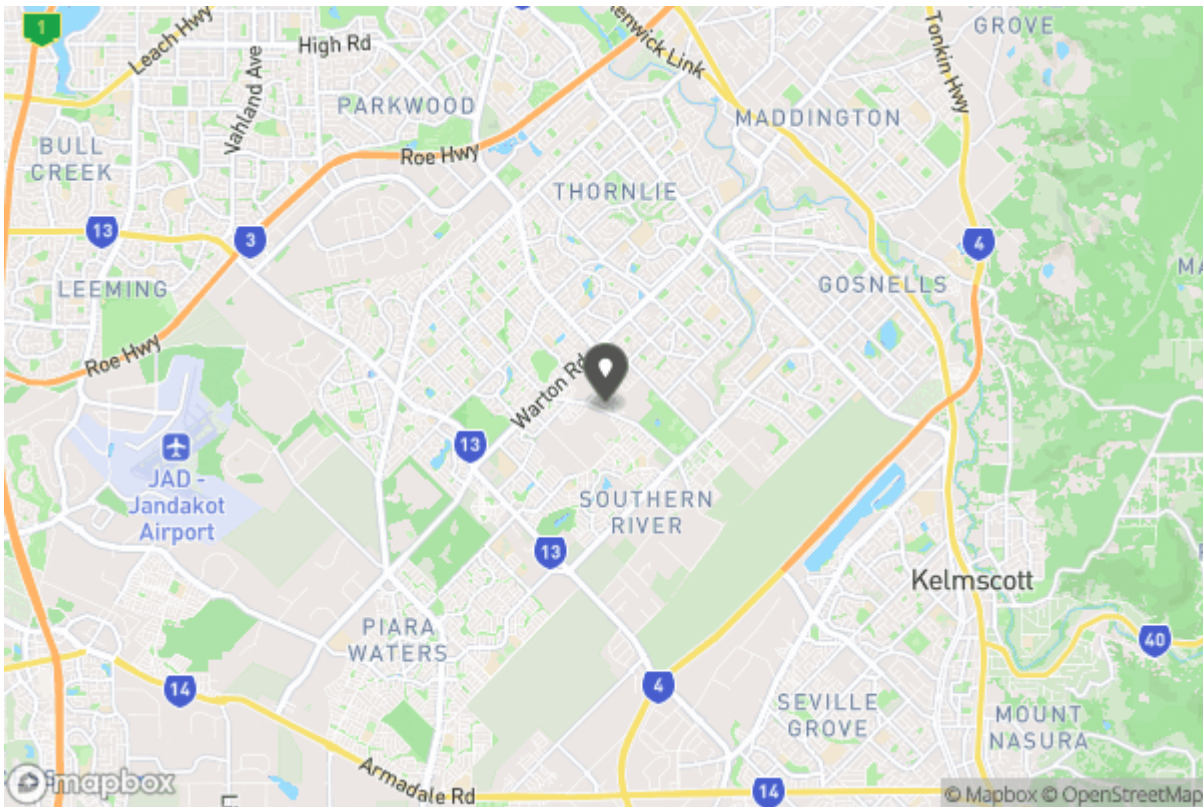 1
Leach Hwy
High Rd
Vahland Ave
PARKWOOD
Tonkin Hwy
GROVE
MADDINGTON
BULL
CREEK
Roe Hwy
THORNLIE
13
3
4
LEEMING
GOSNELLS
Roe Hwy
Warton Rd
13
JAD -
Jandakot
Airport
SOUTHERN
RIVER
13
Kelmscott
PIARA
WATERS
40
14
4
SEVILLE
GROVE
MOUNT
NASURA
Armadale Rd
14
mapbox
© Mapbox © OpenStreetMap